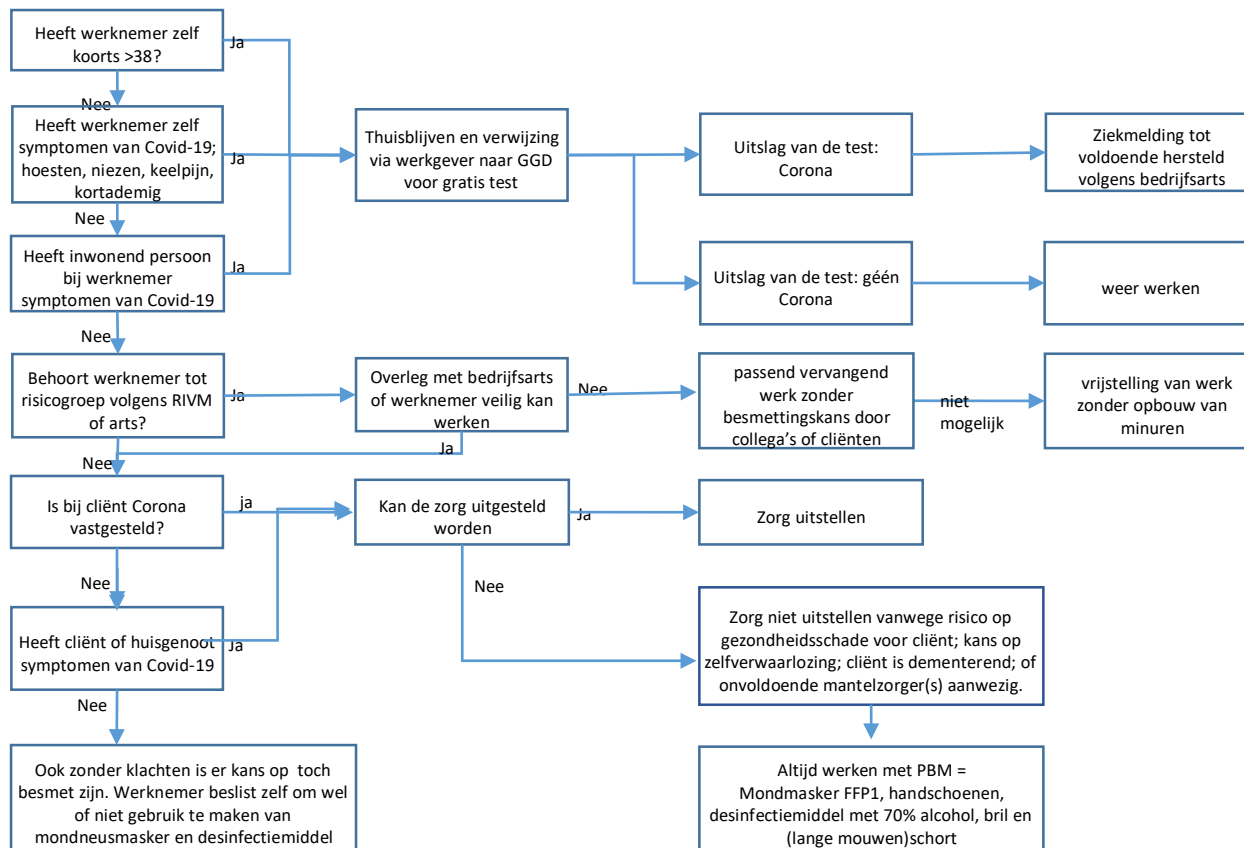 Heeft werknemer zelf
koorts >38?
Ja
Nee
Heeft werknemer zelf
symptomen van Covid-19;
hoesten, niezen, keelpijn,
kortademig
Ja
Thuisblijven en verwijzing
via werkgever naar GGD
voor gratis test
Uitslag van de test:
Corona
Ziekmelding tot
voldoende hersteld
volgens bedrijfsarts
Nee
Heeft inwonend persoon
bij werknemer
symptomen van Covid-19
Ja
Uitslag van de test: géén
Corona
weer werken
Nee
Behoort werknemer tot
risicogroep volgens RIVM
of arts?
Ja
Overleg met bedrijfsarts
of werknemer veilig kan
werken
Nee
passend vervangend
werk zonder
besmettingskans door
collega's of cliënten
niet
mogelijk
vrijstelling van werk
zonder opbouw van
minuren
Ja
Nee
Is bij cliënt Corona
vastgesteld?
ja
Kan de zorg uitgesteld
worden
Ja
Zorg uitstellen
Nee
Nee
Heeft cliënt of huisgenoot
symptomen van Covid-19
Ja
Zorg niet uitstellen vanwege risico op
gezondheidsschade voor cliënt; kans op
zelfverwaarlozing; cliënt is dementerend; of
onvoldoende mantelzorger(s) aanwezig.
Nee
Ook zonder klachten is er kans op toch
besmet zijn. Werknemer beslist zelf om wel
of niet gebruik te maken van
mondneusmasker en desinfectiemiddel
Altijd werken met PBM =
Mondmasker FFP1, handschoenen,
desinfectiemiddel met 70% alcohol, bril en
(lange mouwen)schort